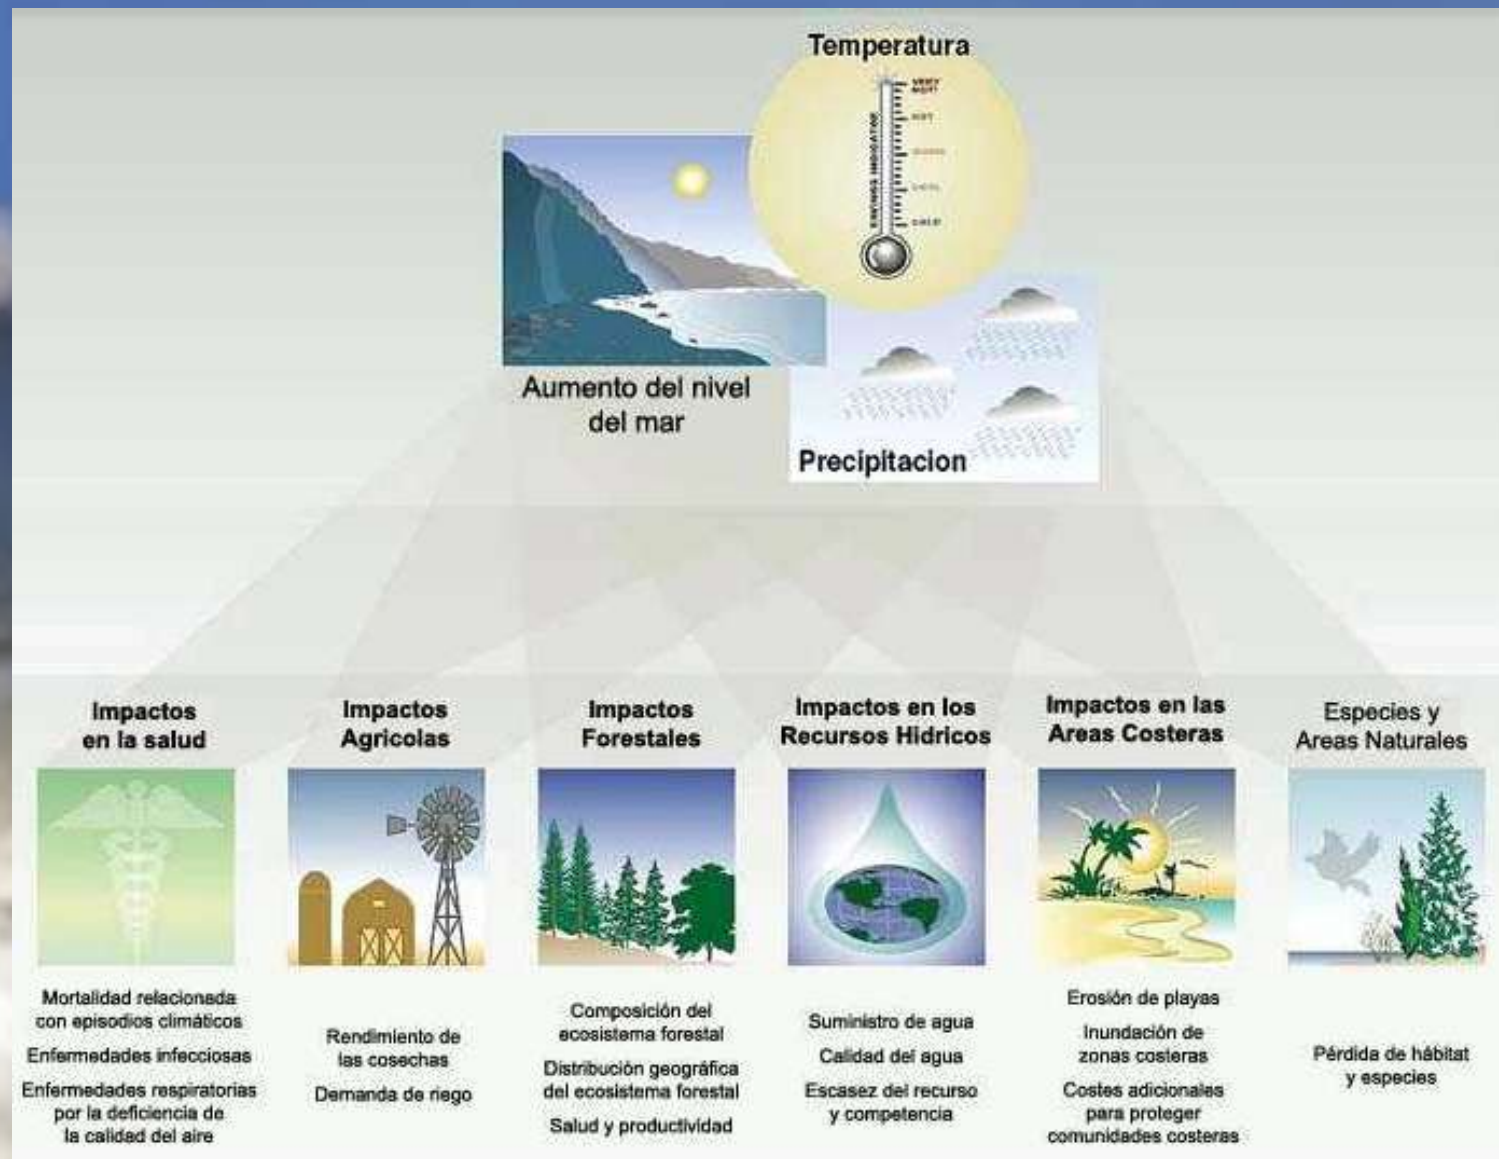 Temperatura
Aumento del nivel
del mar
Precipitacion
Impactos
en la salud
Mortalidad relacionada
con episodios climáticos
Enfermedades infecciosas
Enfermedades respiratorias
por la deficiencia de
la calidad del aire
Impactos
Agricolas
Rendimiento de
las cosechas
Demanda de riego
Impactos
Forestales
Composición del
ecosistema forestal
Distribución geográfica
del ecosistema forestal
Salud y productividad
Impactos en los
Recursos Hidricos
Suministro de agua
Calidad del agua
Escasez del recurso
y competencia
Impactos en las
Areas Costeras
Erosión de playas
Inundación de
zonas costeras
Costes adicionales
para proteger
comunidades costeras
Especies y
Areas Naturales
Pérdida de hábitat
y especies